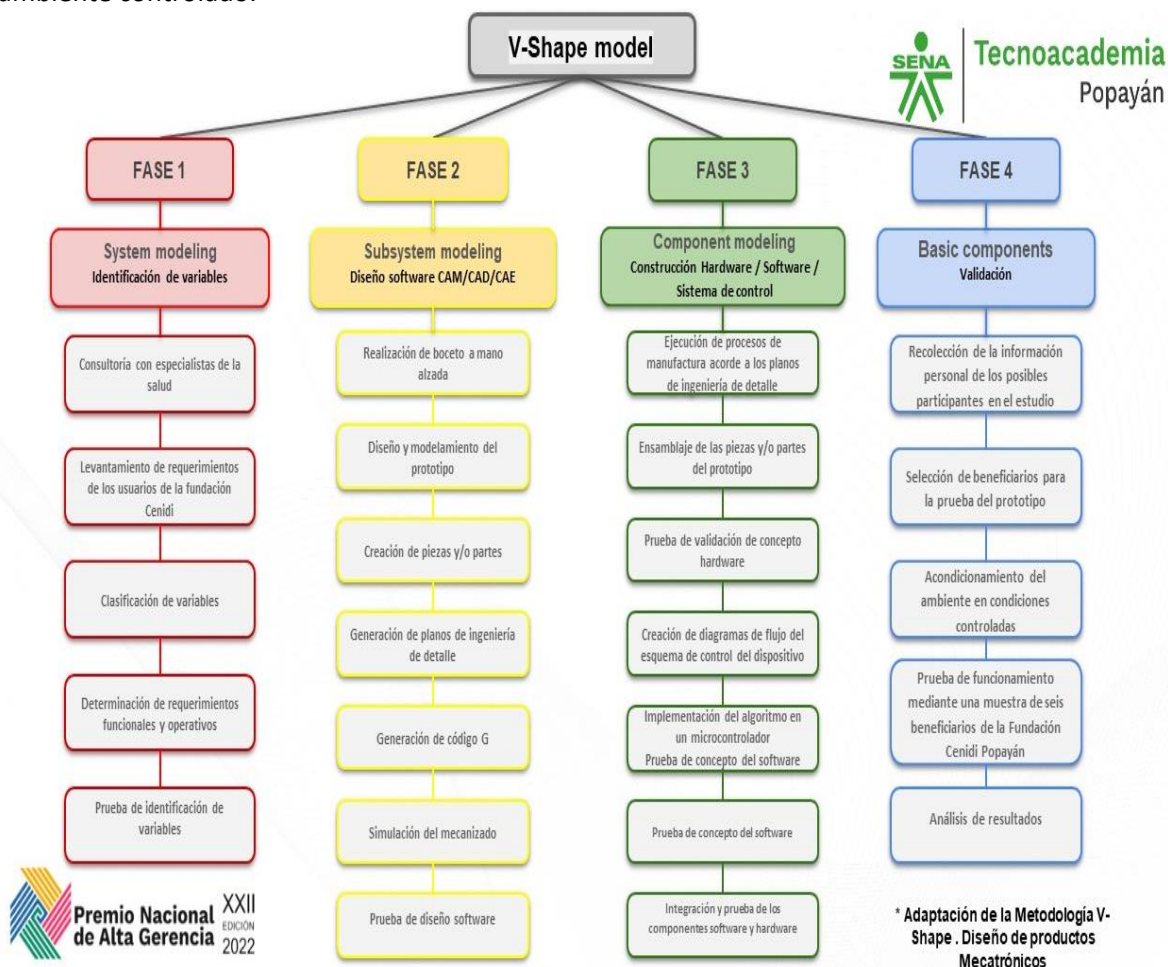 ambiente controlado.
V-Shape model
SENA
Tecnoacademia
Popayán
FASE 1
System modeling
Identificación de variables
Consultoría con especialistas de la
salud
Levantamiento de requerimientos
de los usuarios de la fundación
Cenidi
Clasificación de variables
Determinación de requerimientos
funcionales y operativos
Prueba de identificación de
variables
FASE 2
Subsystem modeling
Diseño software CAM/CAD/CAE
Realización de boceto a mano
alzada
Diseño y modelamiento del
prototipo
Creación de piezas y/o partes
Generación de planos de ingeniería
de detalle
Generación de código G
Simulación del mecanizado
Prueba de diseño software
FASE 3
Component modeling
Construcción Hardware / Software /
Sistema de control
Ejecución de procesos de
manufactura acorde a los planos
de ingeniería de detalle
Ensamblaje de las piezas y/o partes
del prototipo
Prueba de validación de concepto
hardware
Creación de diagramas de flujo del
esquema de control del dispositivo
Implementación del algoritmo en
un microcontrolador
Prueba de concepto del software
Prueba de concepto del software
Integración y prueba de los
componentes software y hardware
FASE 4
Basic components
Validación
Recolección de la información
personal de los posibles
participantes en el estudio
Selección de beneficiarios para
la prueba del prototipo
Acondicionamiento del
ambiente en condiciones
controladas
Prueba de funcionamiento
mediante una muestra de seis
beneficiarios de la Fundación
Cenidi Popayán
Análisis de resultados
Premio Nacional
de Alta Gerencia
XXII
EDICIÓN
2022
* Adaptación de la Metodología V-
Shape . Diseño de productos
Mecatrónicos